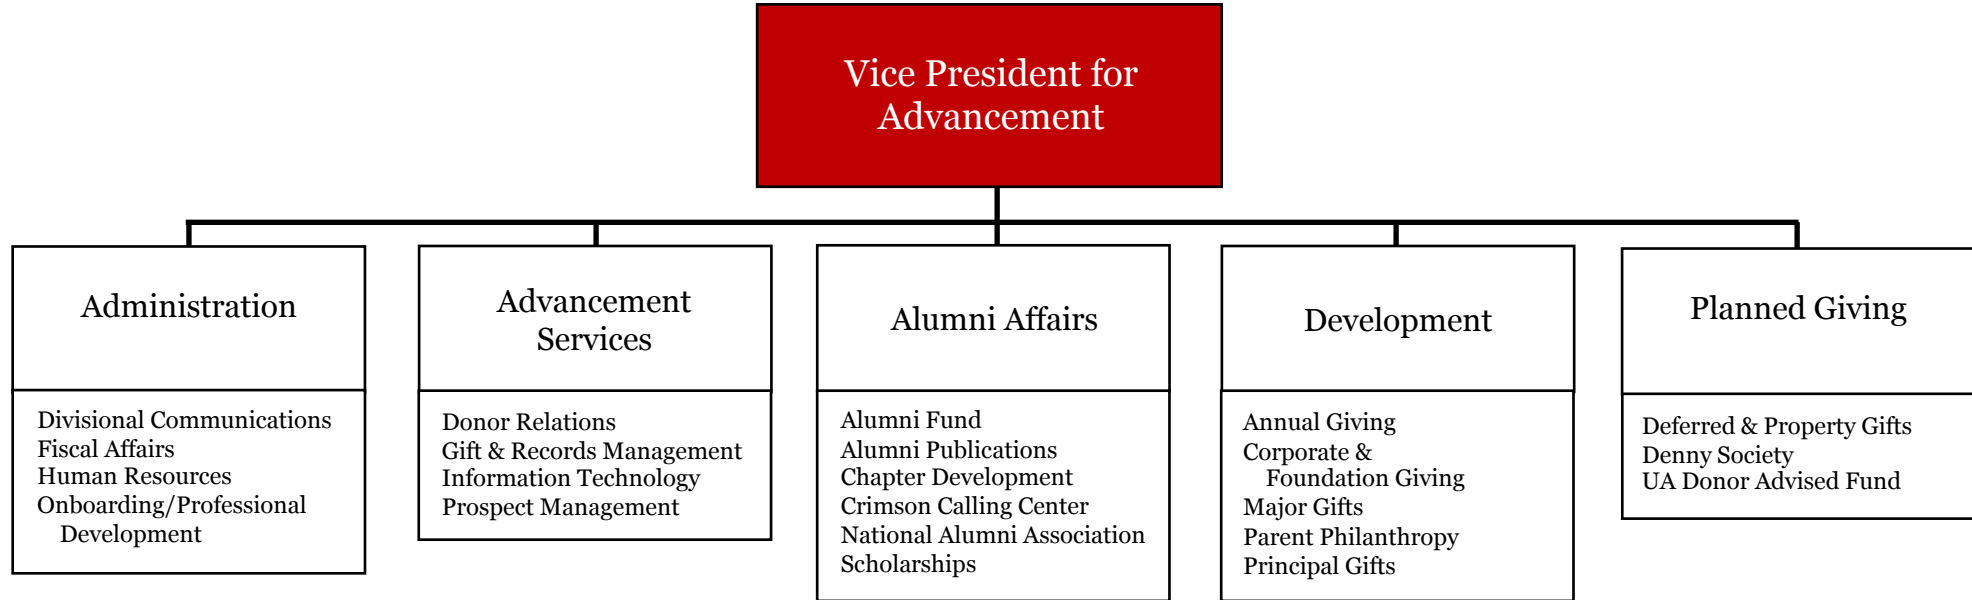 Vice President for
Advancement
Administration
Divisional Communications
Fiscal Affairs
Human Resources
Onboarding/Professional
Development
Advancement
Services
Donor Relations
Gift & Records Management
Information Technology
Prospect Management
Alumni Affairs
Alumni Fund
Alumni Publications
Chapter Development
Crimson Calling Center
National Alumni Association
Scholarships
Development
Annual Giving
Corporate &
Foundation Giving
Major Gifts
Parent Philanthropy
Principal Gifts
Planned Giving
Deferred & Property Gifts
Denny Society
UA Donor Advised Fund